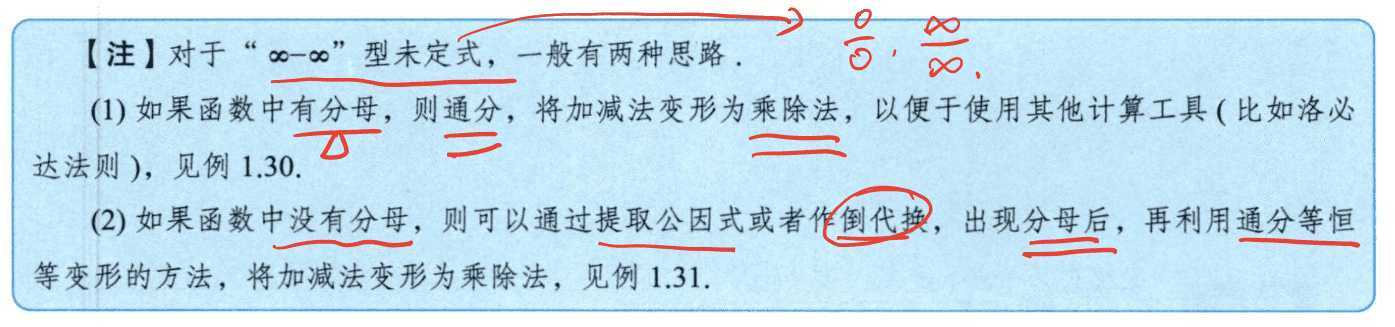 【注】对于“∞-∞”型未定式，一般有两种思路. 0/0, ∞/∞.
(1) 如果函数中有分母，则通分，将加减法变形为乘除法，以便于使用其他计算工具(比如洛必
达法则)，见例 1.30.
(2) 如果函数中没有分母，则可以通过提取公因式或者作倒代换，出现分母后，再利用通分等恒
等变形的方法，将加减法变形为乘除法，见例 1.31.